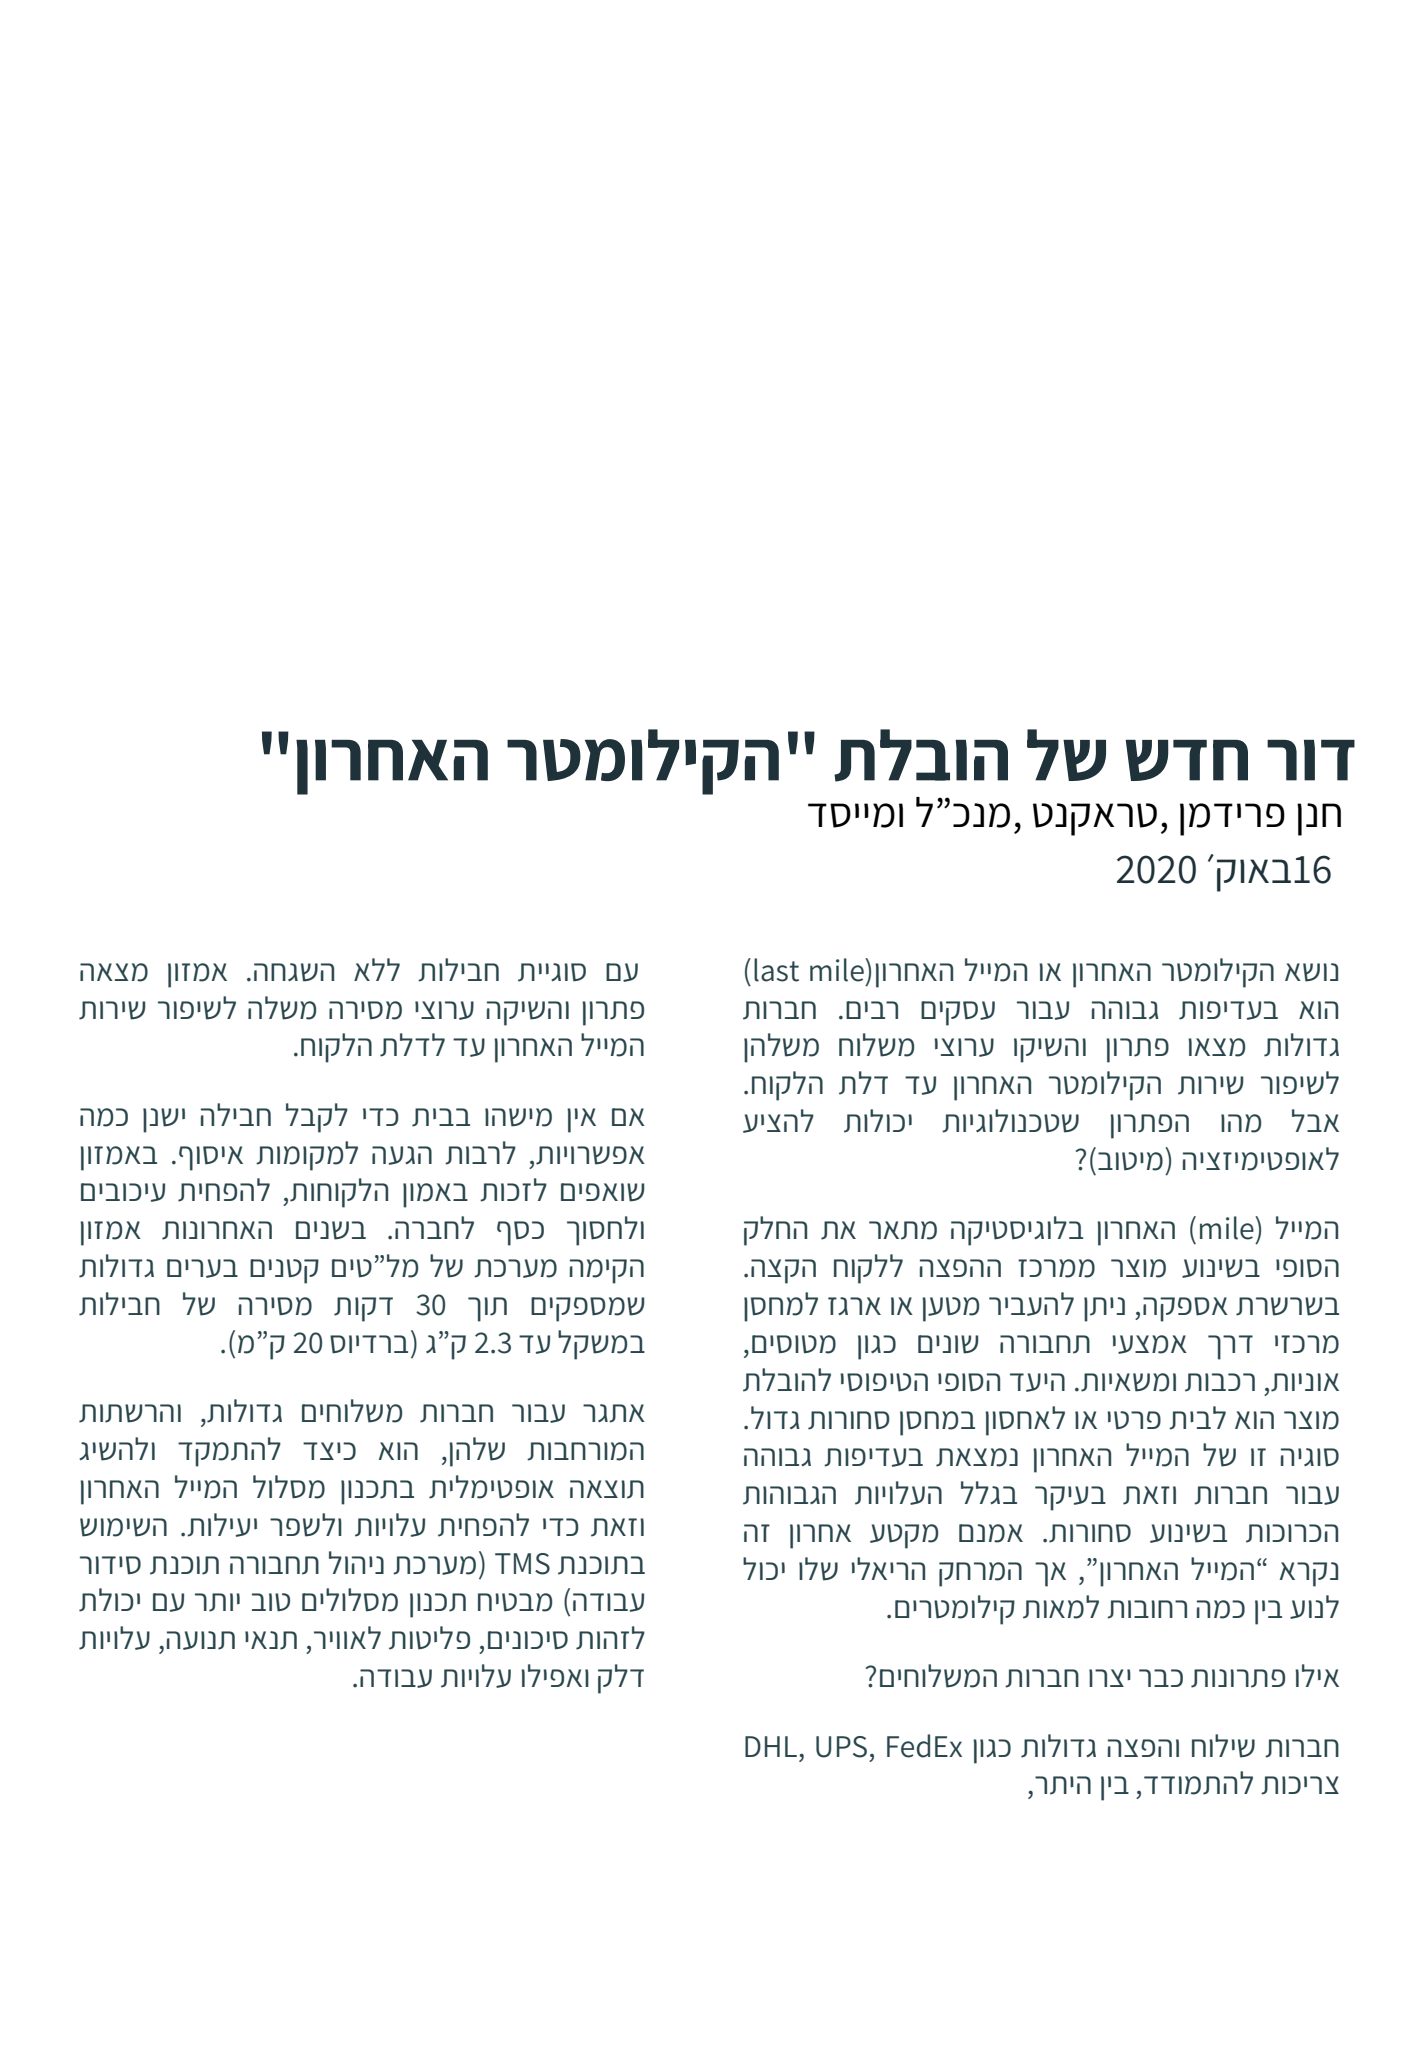 דור חדש של הובלת "הקילומטר האחרון"
חנן פרידמן ,טראקנט ,מנכ”ל ומייסד
16באוק׳ 2020
נושא הקילומטר האחרון או המייל האחרון(last mile)
הוא בעדיפות גבוהה עבור עסקים רבים. חברות
גדולות מצאו פתרון והשיקו ערוצי משלוח משלהן
לשיפור שירות הקילומטר האחרון עד דלת הלקוח.
אבל מהו הפתרון שטכנולוגיות יכולות להציע
לאופטימיזציה (מיטוב)?
המייל (mile) האחרון בלוגיסטיקה מתאר את החלק
הסופי בשינוע מוצר ממרכז ההפצה ללקוח הקצה.
בשרשרת אספקה, ניתן להעביר מטען או ארגז למחסן
מרכזי דרך אמצעי תחבורה שונים כגון מטוסים,
אוניות, רכבות ומשאיות. היעד הסופי הטיפוסי להובלת
מוצר הוא לבית פרטי או לאחסון במחסן סחורות גדול.
סוגיה זו של המייל האחרון נמצאת בעדיפות גבוהה
עבור חברות וזאת בעיקר בגלל העלויות הגבוהות
הכרוכות בשינוע סחורות. אמנם מקטע אחרון זה
נקרא “המייל האחרון”, אך המרחק הריאלי שלו יכול
לנוע בין כמה רחובות למאות קילומטרים.
אילו פתרונות כבר יצרו חברות המשלוחים?
חברות שילוח והפצה גדולות כגון DHL, UPS, FedEx
צריכות להתמודד, בין היתר,
עם סוגיית חבילות ללא השגחה. אמזון מצאה
פתרון והשיקה ערוצי מסירה משלה לשיפור שירות
המייל האחרון עד לדלת הלקוח.
אם אין מישהו בבית כדי לקבל חבילה ישנן כמה
אפשרויות, לרבות הגעה למקומות איסוף. באמזון
שואפים לזכות באמון הלקוחות, להפחית עיכובים
ולחסוך כסף לחברה. בשנים האחרונות אמזון
הקימה מערכת של מל”טים קטנים בערים גדולות
שמספקים תוך 30 דקות מסירה של חבילות
במשקל עד 2.3 ק”ג (ברדיוס 20 ק”מ).
אתגר עבור חברות משלוחים גדולות, והרשתות
המורחבות שלהן, הוא כיצד להתמקד ולהשיג
תוצאה אופטימלית בתכנון מסלול המייל האחרון
וזאת כדי להפחית עלויות ולשפר יעילות. השימוש
בתוכנת TMS (מערכת ניהול תחבורה תוכנת סידור
עבודה) מבטיח תכנון מסלולים טוב יותר עם יכולת
לזהות סיכונים, פליטות לאוויר, תנאי תנועה, עלויות
דלק ואפילו עלויות עבודה.